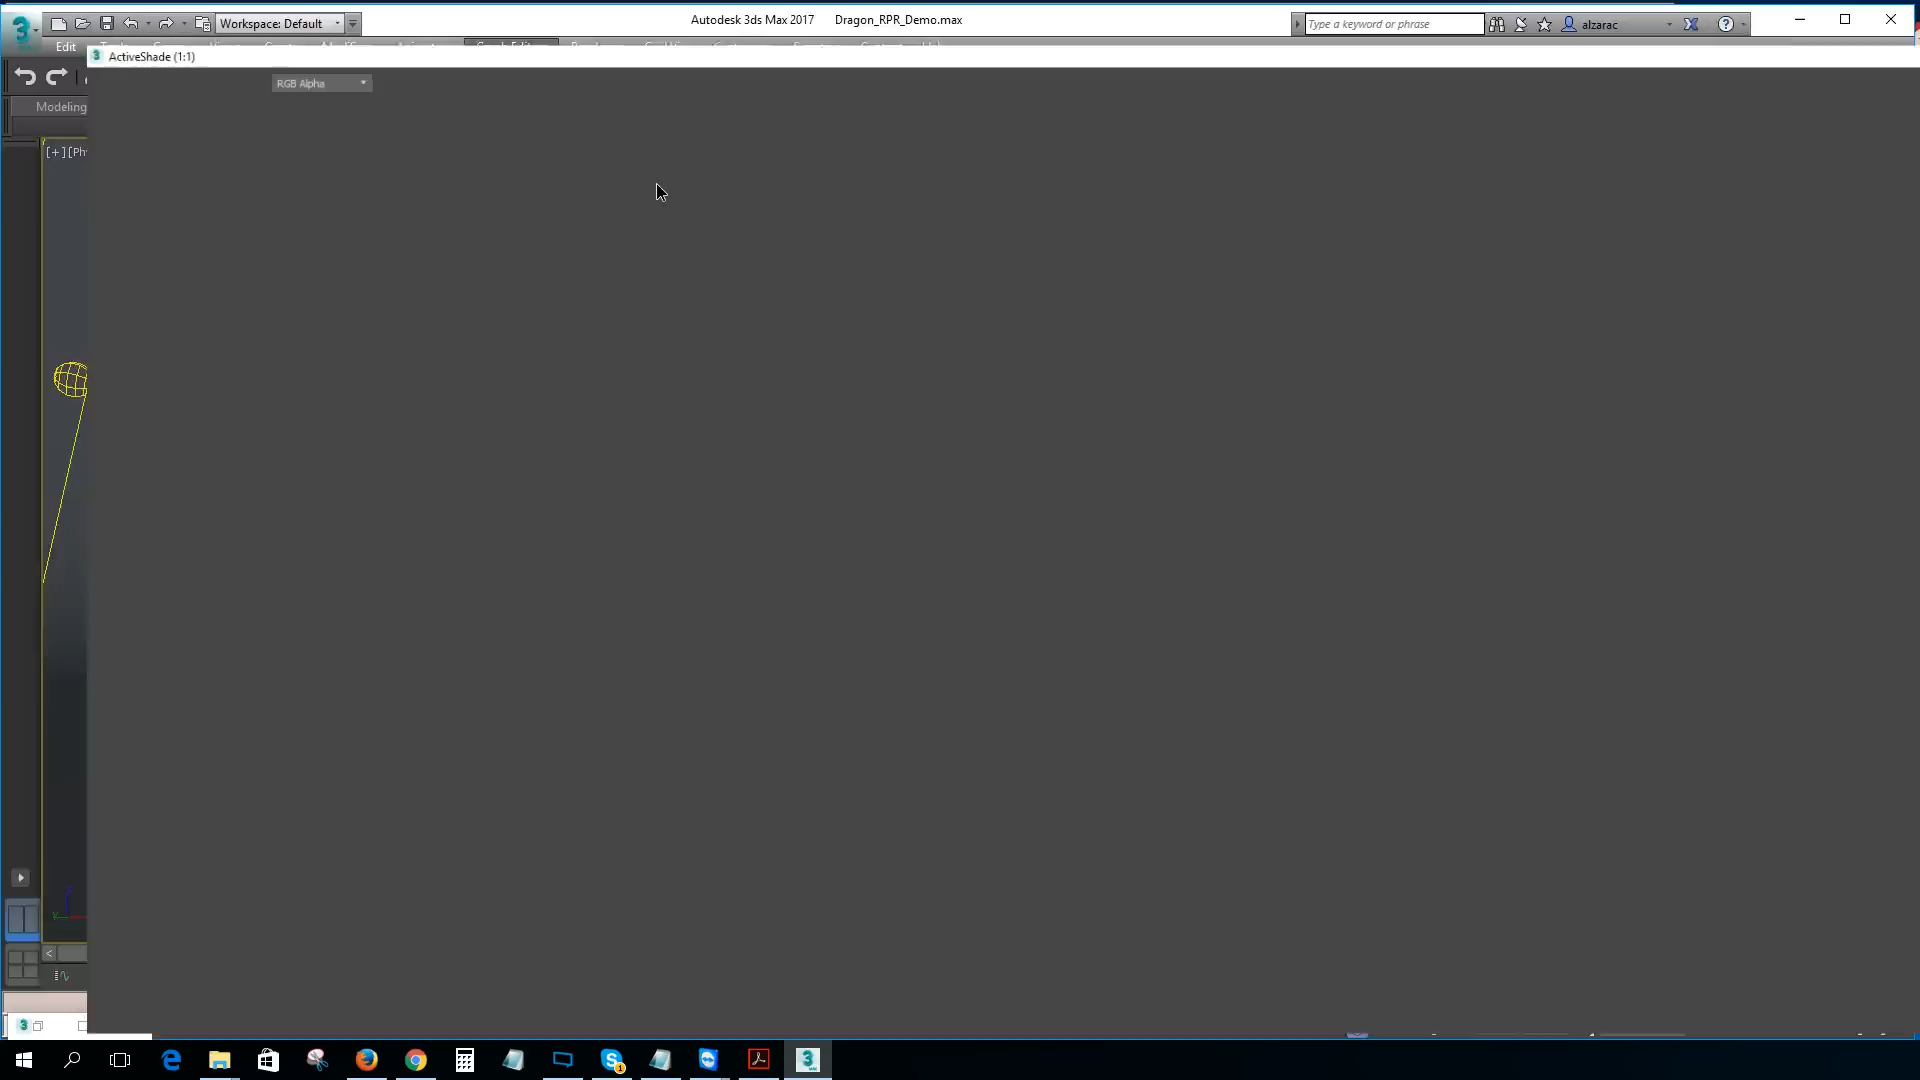 Workspace: Default
Autodesk 3ds Max 2017 Dragon_RPR_Demo.max
Type a keyword or phrase
alzarac
Edit
ActiveShade (1:1)
RGB Alpha
Modeling
[+][Ph